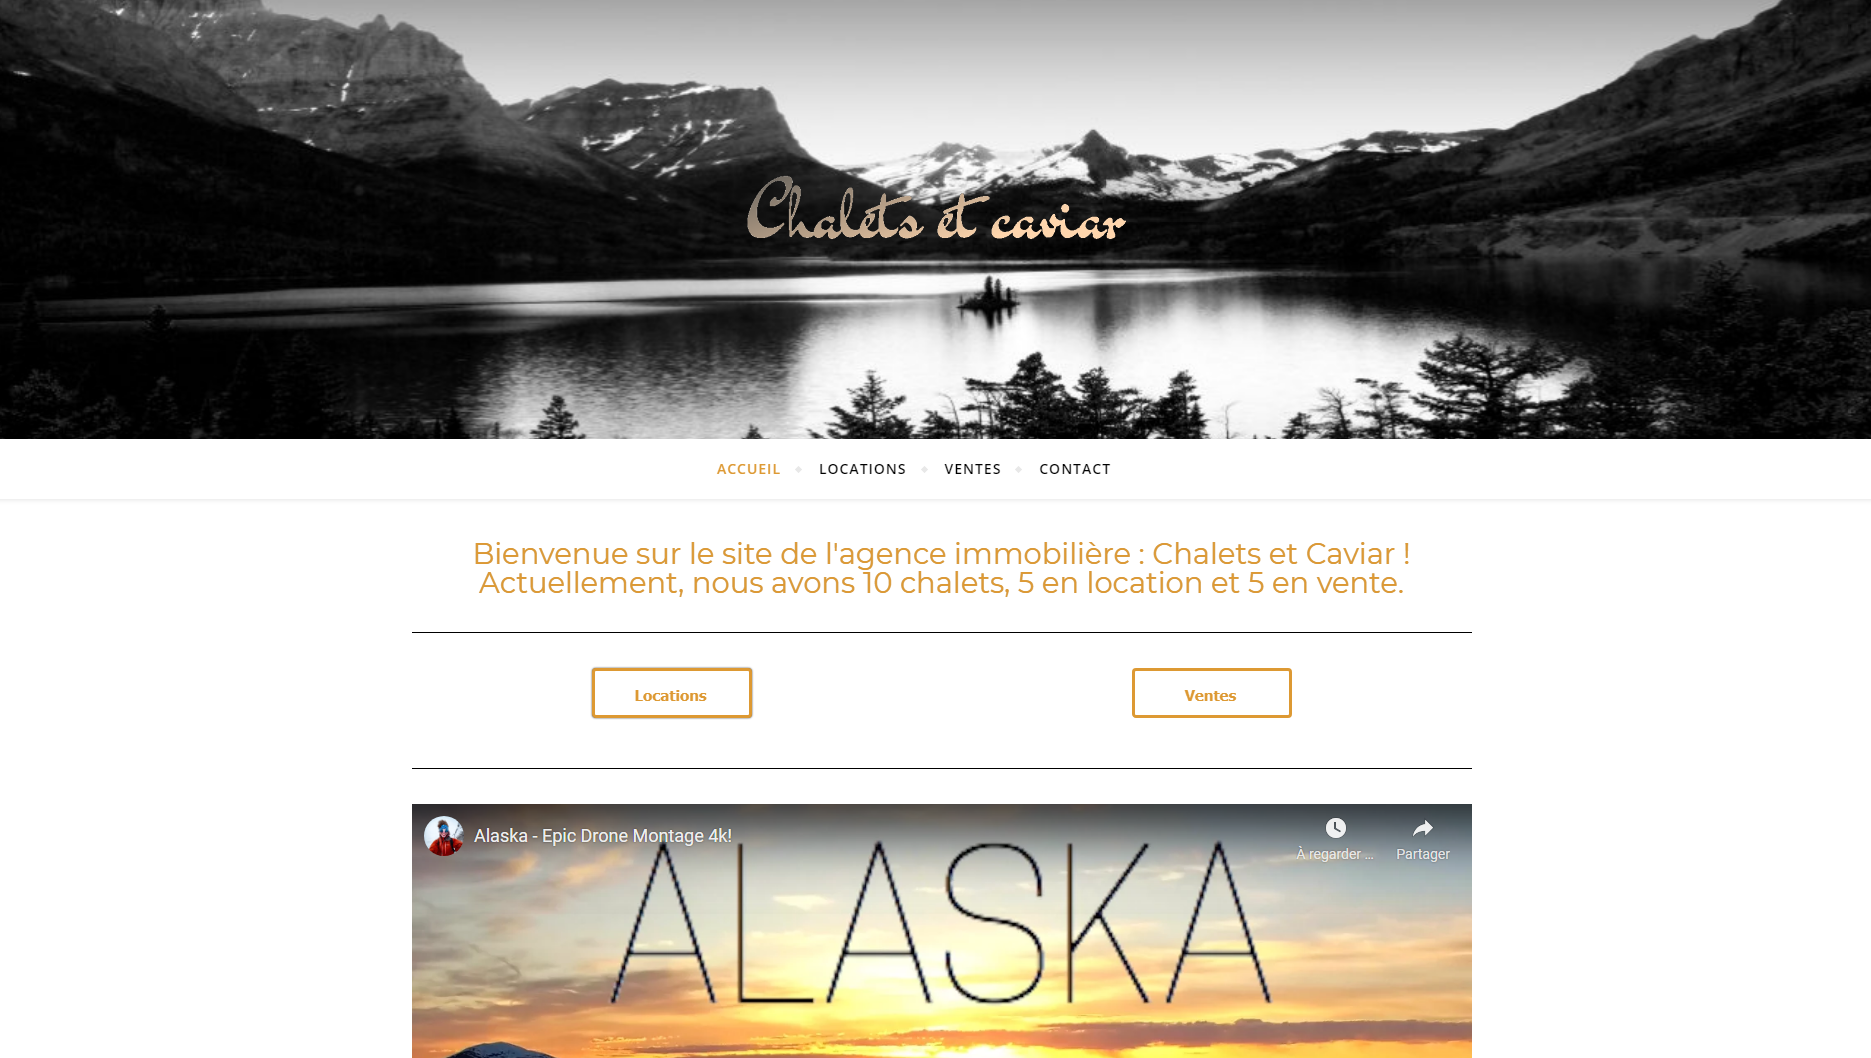 Chalets et caviar
ACCUEIL LOCATIONS VENTES CONTACT
Bienvenue sur le site de l'agence immobilière : Chalets et Caviar !
Actuellement, nous avons 10 chalets, 5 en location et 5 en vente.
Locations Ventes
Alaska - Epic Drone Montage 4k!
À regarder ... Partager
ALASKA